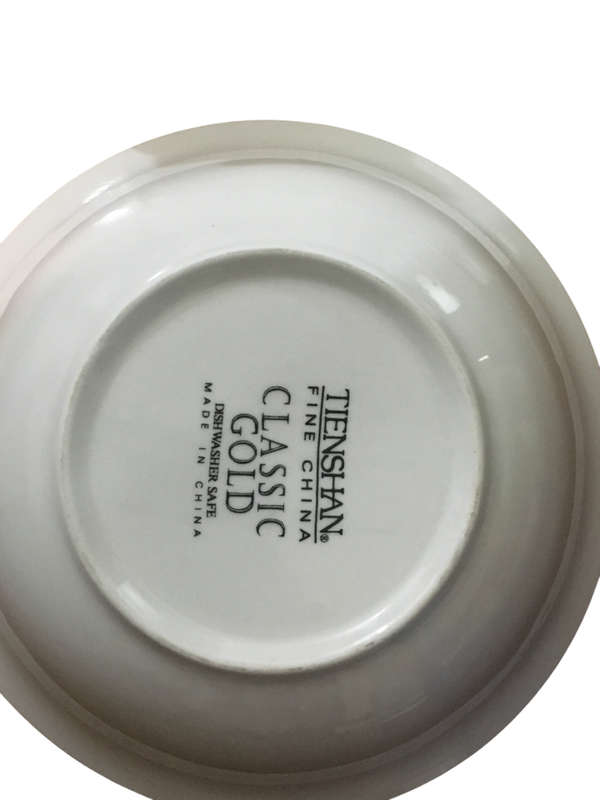 TIENSHAN®
FINE CHINA
CLASSIC
GOLD
DISHWASHER SAFE
MADE IN CHINA